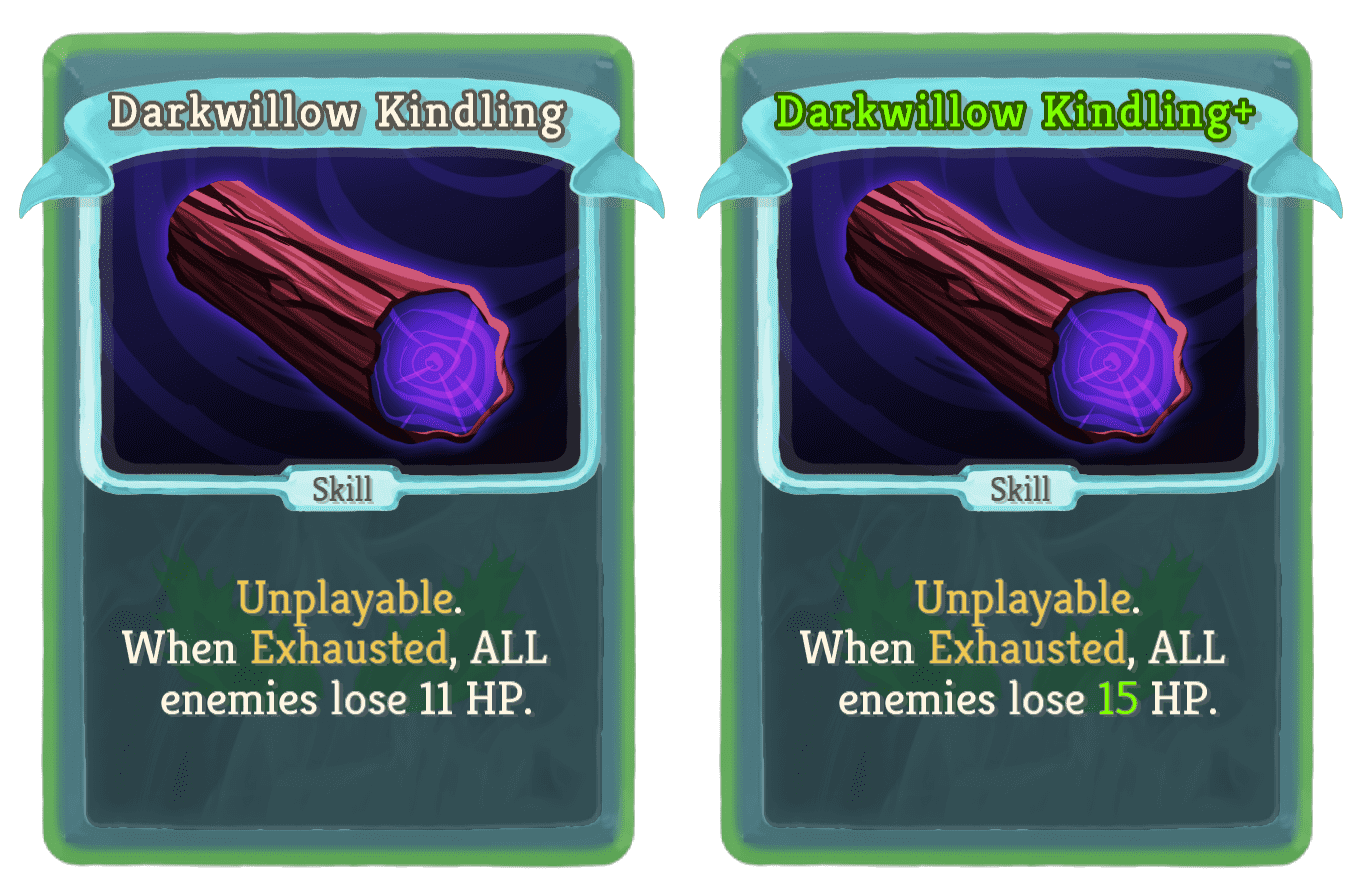 Darkwillow Kindling
Skill
Unplayable.
When Exhausted, ALL
enemies lose 11 HP.
Darkwillow Kindling+
Skill
Unplayable.
When Exhausted, ALL
enemies lose 15 HP.